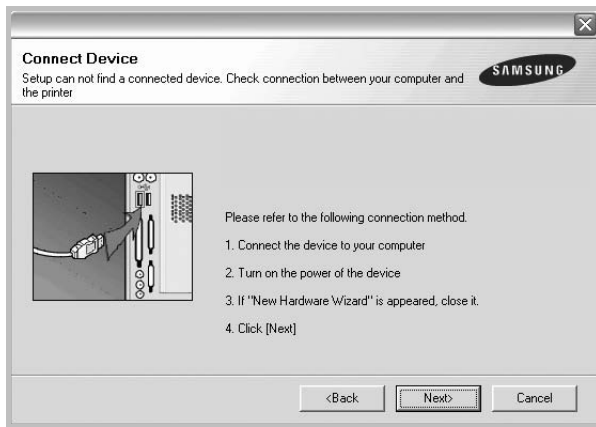 Connect Device
Setup can not find a connected device. Check connection between your computer and
the printer
SAMSUNG
Please refer to the following connection method.
1. Connect the device to your computer
2. Turn on the power of the device
3. If "New Hardware Wizard" is appeared, close it.
4. Click [Next]
<Back
Next>
Cancel